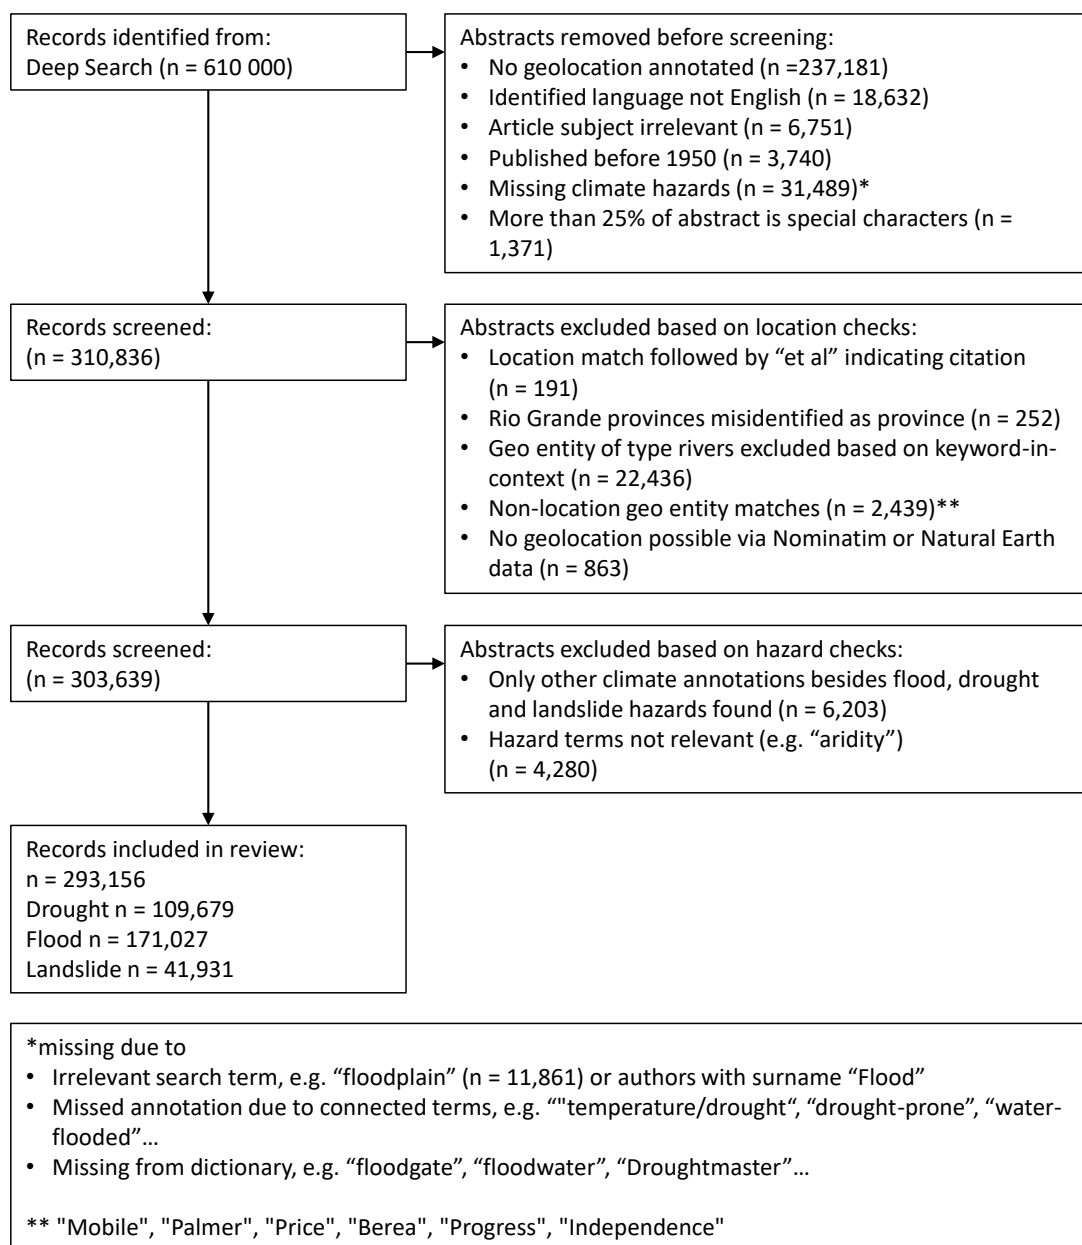 Records identified from:
Deep Search (n = 610 000)
Abstracts removed before screening:
• No geolocation annotated (n =237,181)
• Identified language not English (n = 18,632)
• Article subject irrelevant (n = 6,751)
• Published before 1950 (n = 3,740)
• Missing climate hazards (n = 31,489)*
• More than 25% of abstract is special characters (n =
1,371)
Records screened:
(n = 310,836)
Abstracts excluded based on location checks:
• Location match followed by “et al” indicating citation
(n = 191)
• Rio Grande provinces misidentified as province (n = 252)
• Geo entity of type rivers excluded based on keyword-in-
context (n = 22,436)
• Non-location geo entity matches (n = 2,439)**
• No geolocation possible via Nominatim or Natural Earth
data (n = 863)
Records screened:
(n = 303,639)
Abstracts excluded based on hazard checks:
• Only other climate annotations besides flood, drought
and landslide hazards found (n = 6,203)
• Hazard terms not relevant (e.g. “aridity”)
(n = 4,280)
Records included in review:
n = 293,156
Drought n = 109,679
Flood n = 171,027
Landslide n = 41,931
*missing due to
• Irrelevant search term, e.g. “floodplain” (n = 11,861) or authors with surname “Flood”
• Missed annotation due to connected terms, e.g. “"temperature/drought“, “drought-prone”, “water-
flooded”…
• Missing from dictionary, e.g. “floodgate”, “floodwater”, “Droughtmaster”…
** "Mobile", "Palmer", "Price", "Berea", "Progress", "Independence"